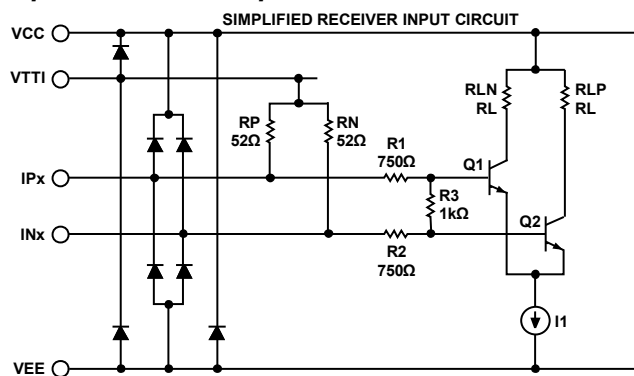 SIMPLIFIED RECEIVER INPUT CIRCUIT
VCC
VTTI
RLN
RL
RLP
RL
RP
52Ω
RN
52Ω
R1
750Ω
Q1
IPx
R3
1kΩ
Q2
INx
R2
750Ω
I1
VEE